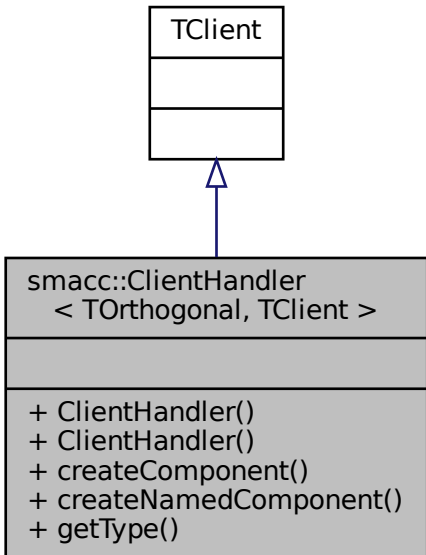 TClient
smacc::ClientHandler
< TOrthogonal, TClient >
+ ClientHandler()
+ ClientHandler()
+ createComponent()
+ createNamedComponent()
+ getType()